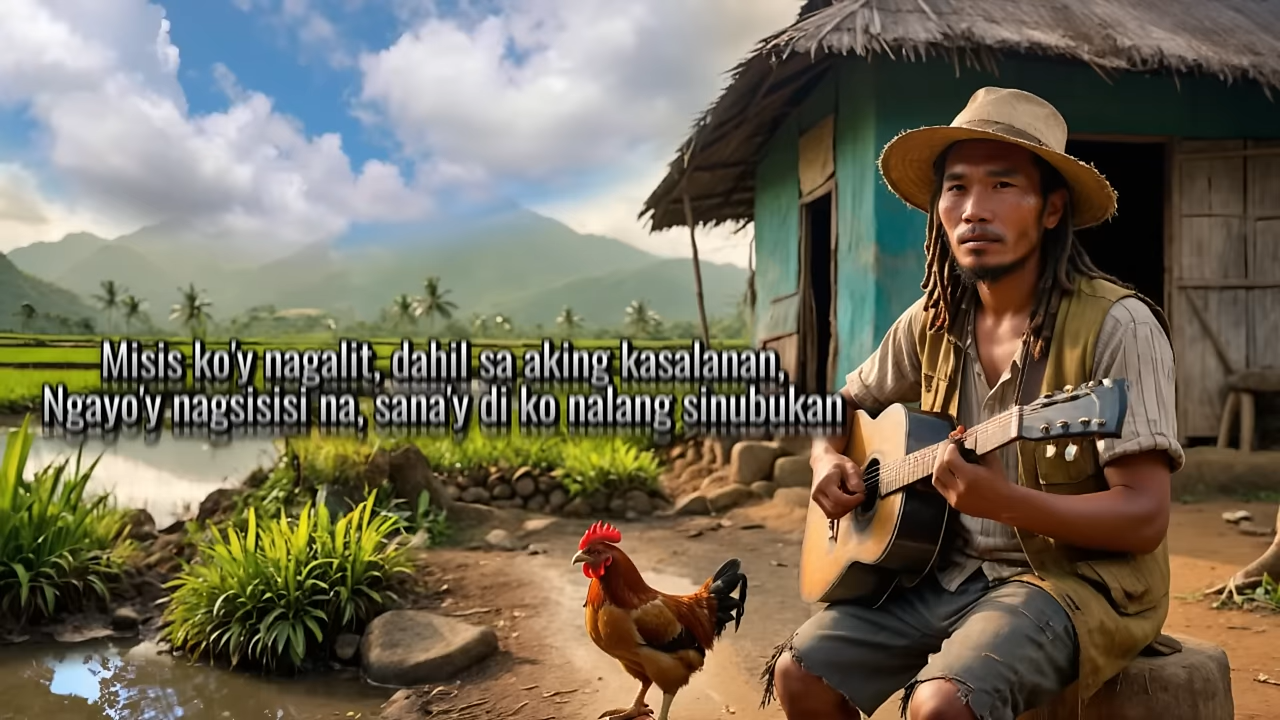 Misis ko'y nagalit, dahil sa aking kasalanan,
Ngayo'y nagsisisi na, sana'y di ko nalang sinubukan